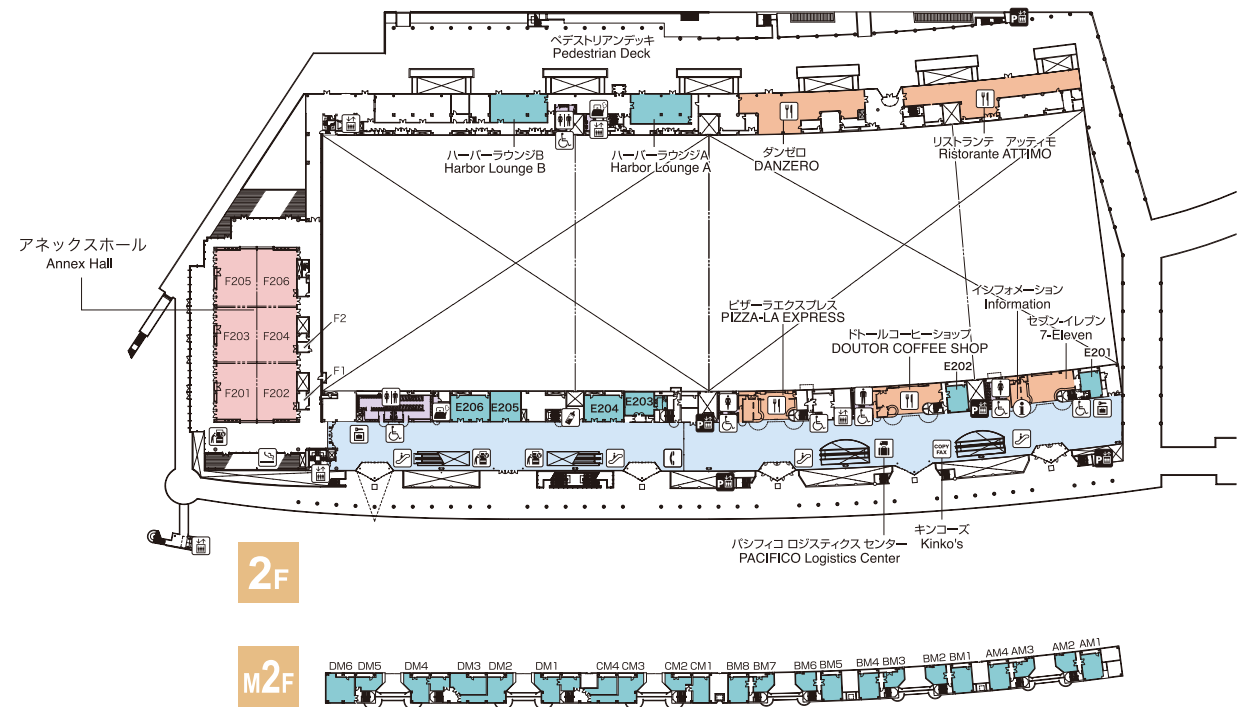 ペデストリアンデッキ
Pedestrian Deck
ハーバーラウンジB
Harbor Lounge B
ハーバーラウンジA
Harbor Lounge A
ダンゼロ
DANZERO
リストランテ アッティモ
Ristorante ATTIMO
アネックスホール
Annex Hall
F205
F206
F203
F204
F201
F202
F2
F1
ピザーラエクスプレス
PIZZA-LA EXPRESS
インフォメーション
Information
セブン-イレブン
7-Eleven
ドトールコーヒーショップ
DOUTOR COFFEE SHOP
E201
E202
E203
E204
E205
E206
P
P
P
P
P
i
COPY
FAX
パシフィコ ロジスティクス センター
PACIFICO Logistics Center
キンコーズ
Kinko's
2F
M2F
DM6 DM5 DM4 DM3 DM2 DM1 CM4 CM3 CM2 CM1 BM8 BM7 BM6 BM5 BM4 BM3 BM2 BM1 AM4 AM3 AM2 AM1